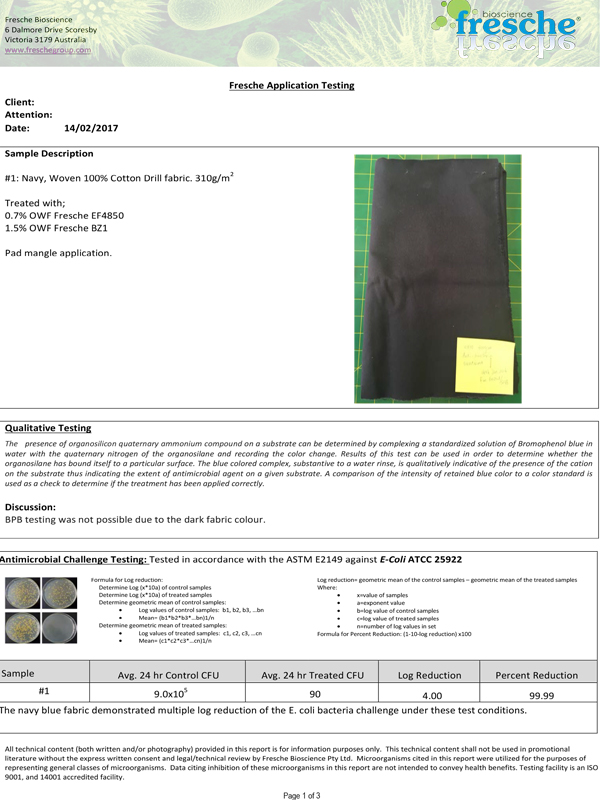 Fresche Bioscience
6 Dalmore Drive Scoresby
Victoria 3179 Australia
www.freschegroup.com
bioscience
fresche®
Fresche Application Testing
Client:
Attention:
Date: 14/02/2017
Sample Description
#1: Navy, Woven 100% Cotton Drill fabric. 310g/m2
Treated with;
0.7% OWF Fresche EF4850
1.5% OWF Fresche BZ1
Pad mangle application.
Qualitative Testing
The presence of organosilicon quaternary ammonium compound on a substrate can be determined by complexing a standardized solution of Bromophenol blue in
water with the quaternary nitrogen of the organosilane and recording the color change. Results of this test can be used in order to determine whether the
organosilane has bound itself to a particular surface. The blue colored complex, substantive to a water rinse, is qualitatively indicative of the presence of the cation
on the substrate thus indicating the extent of antimicrobial agent on a given substrate. A comparison of the intensity of retained blue color to a color standard is
used as a check to determine if the treatment has been applied correctly.
Discussion:
BPB testing was not possible due to the dark fabric colour.
Antimicrobial Challenge Testing: Tested in accordance with the ASTM E2149 against E-Coli ATCC 25922
Formula for Log reduction:
Determine Log (x*10a) of control samples
Determine Log (x*10a) of treated samples
Determine geometric mean of control samples:
• Log values of control samples: b1, b2, b3, ...bn
• Mean= (b1*b2*b3*...bn)1/n
Determine geometric mean of treated samples:
• Log values of treated samples: c1, c2, c3, ...cn
• Mean= (c1*c2*c3*...cn)1/n
Log reduction= geometric mean of the control samples – geometric mean of the treated samples
Where:
• x=value of samples
• a=exponent value
• b=log value of control samples
• c=log value of treated samples
• n=number of log values in set
Formula for Percent Reduction: (1-10-log reduction) x100
Sample Avg. 24 hr Control CFU Avg. 24 hr Treated CFU Log Reduction Percent Reduction
#1 9.0x105 90 4.00 99.99
The navy blue fabric demonstrated multiple log reduction of the E. coli bacteria challenge under these test conditions.
All technical content (both written and/or photography) provided in this report is for information purposes only. This technical content shall not be used in promotional
literature without the express written consent and legal/technical review by Fresche Bioscience Pty Ltd. Microorganisms cited in this report were utilized for the purposes of
representing general classes of microorganisms. Data citing inhibition of these microorganisms in this report are not intended to convey health benefits. Testing facility is an ISO
9001, and 14001 accredited facility.
Page 1 of 3